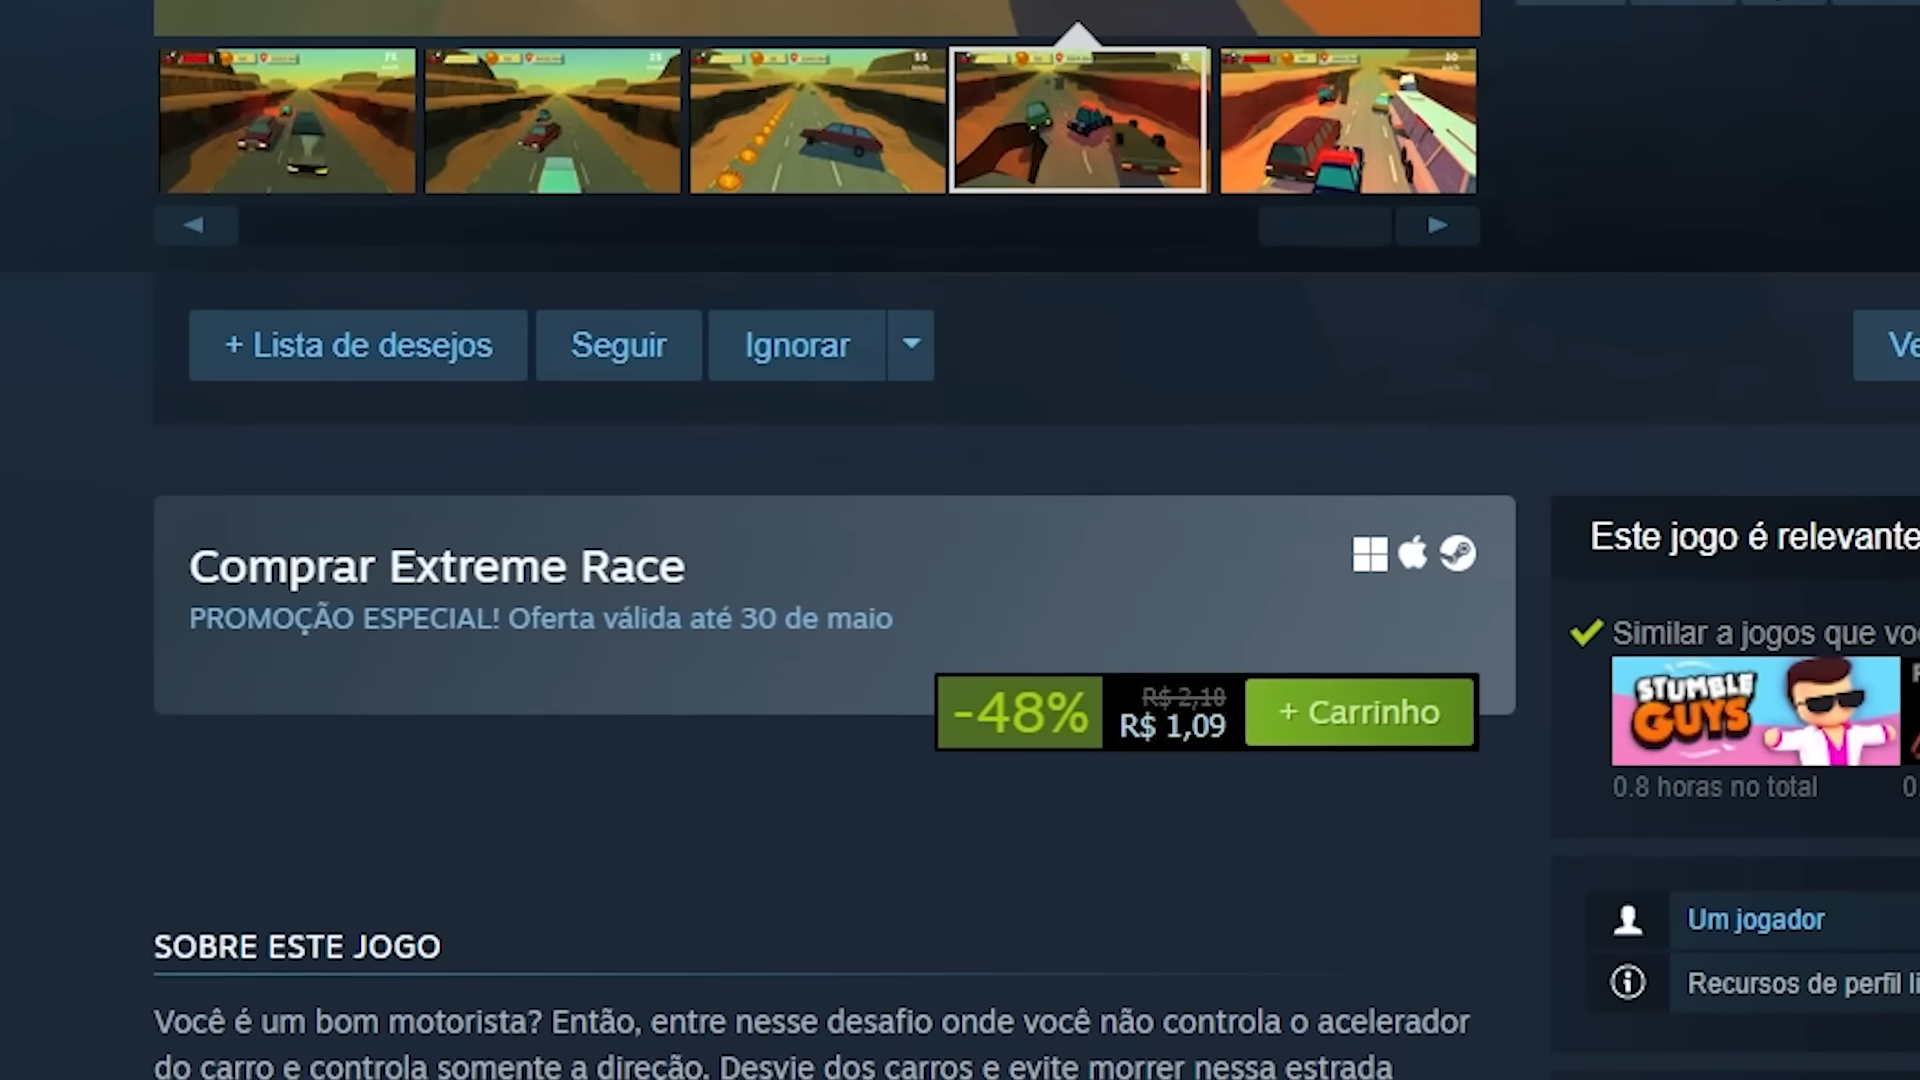 + Lista de desejos
Seguir
Ignorar
Comprar Extreme Race
PROMOÇÃO ESPECIAL! Oferta válida até 30 de maio
-48%
R$ 2,10
R$ 1,09
+ Carrinho
Este jogo é relevante
Similar a jogos que
STUMBLE
GUYS
0.8 horas no total
SOBRE ESTE JOGO
Você é um bom motorista? Então, entre nesse desafio onde você não controla o acelerador
do carro e controla somente a direção. Desvie dos carros e evite morrer nessa estrada
Um jogador
Recursos de perfil